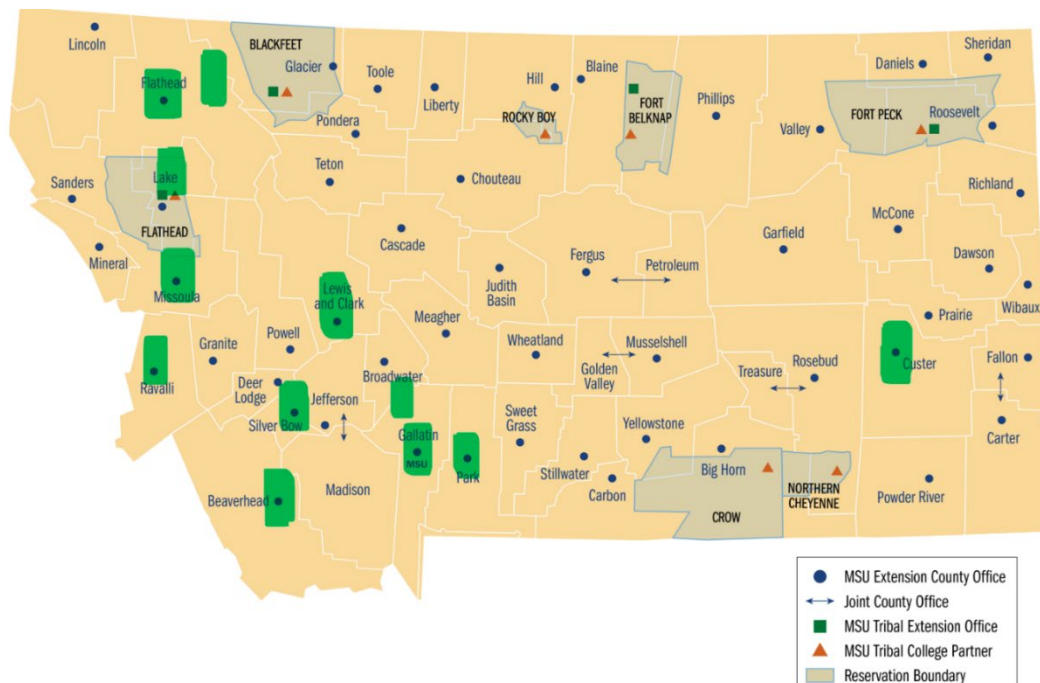 Lincoln
Flathead
BLACKFEET
Glacier
Toole
Liberty
Hill
Blaine
Phillips
Daniels
Sheridan
Pondera
ROCKY BOY
FORT
BELKNAP
Valley
FORT PECK
Roosevelt
Sanders
Lake
Teton
Chouteau
Richland
FLATHEAD
Mineral
Missoula
Cascade
Judith
Basin
Fergus
Petroleum
Garfield
McCone
Dawson
Wibaux
Lewis
and Clark
Meagher
Prairie
Ravalli
Granite
Powell
Wheatland
Musselshell
Golden
Valley
Treasure
Rosebud
Custer
Fallon
Deer
Lodge
Broadwater
Jefferson
Silver Bow
Gallatin
MSU
Park
Sweet
Grass
Yellowstone
Carter
Beaverhead
Madison
Stillwater
Carbon
Big Horn
CROW
NORTHERN
CHEYENNE
Powder River
MSU Extension County Office
Joint County Office
MSU Tribal Extension Office
MSU Tribal College Partner
Reservation Boundary